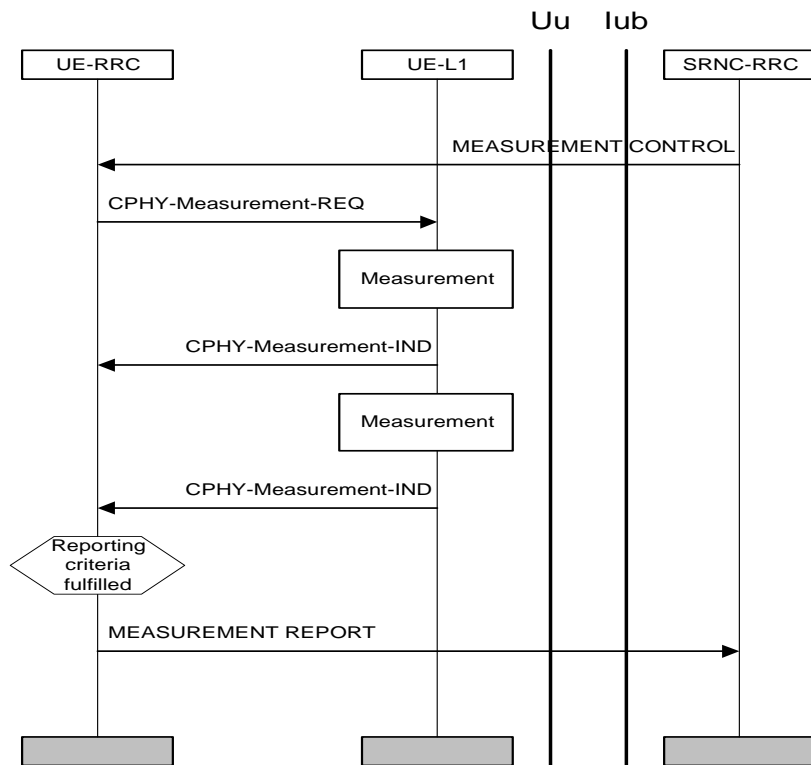 Uu Iub
UE-RRC UE-L1 SRNC-RRC
MEASUREMENT CONTROL
CPHY-Measurement-REQ
Measurement
CPHY-Measurement-IND
Measurement
CPHY-Measurement-IND
Reporting
criteria
fulfilled
MEASUREMENT REPORT